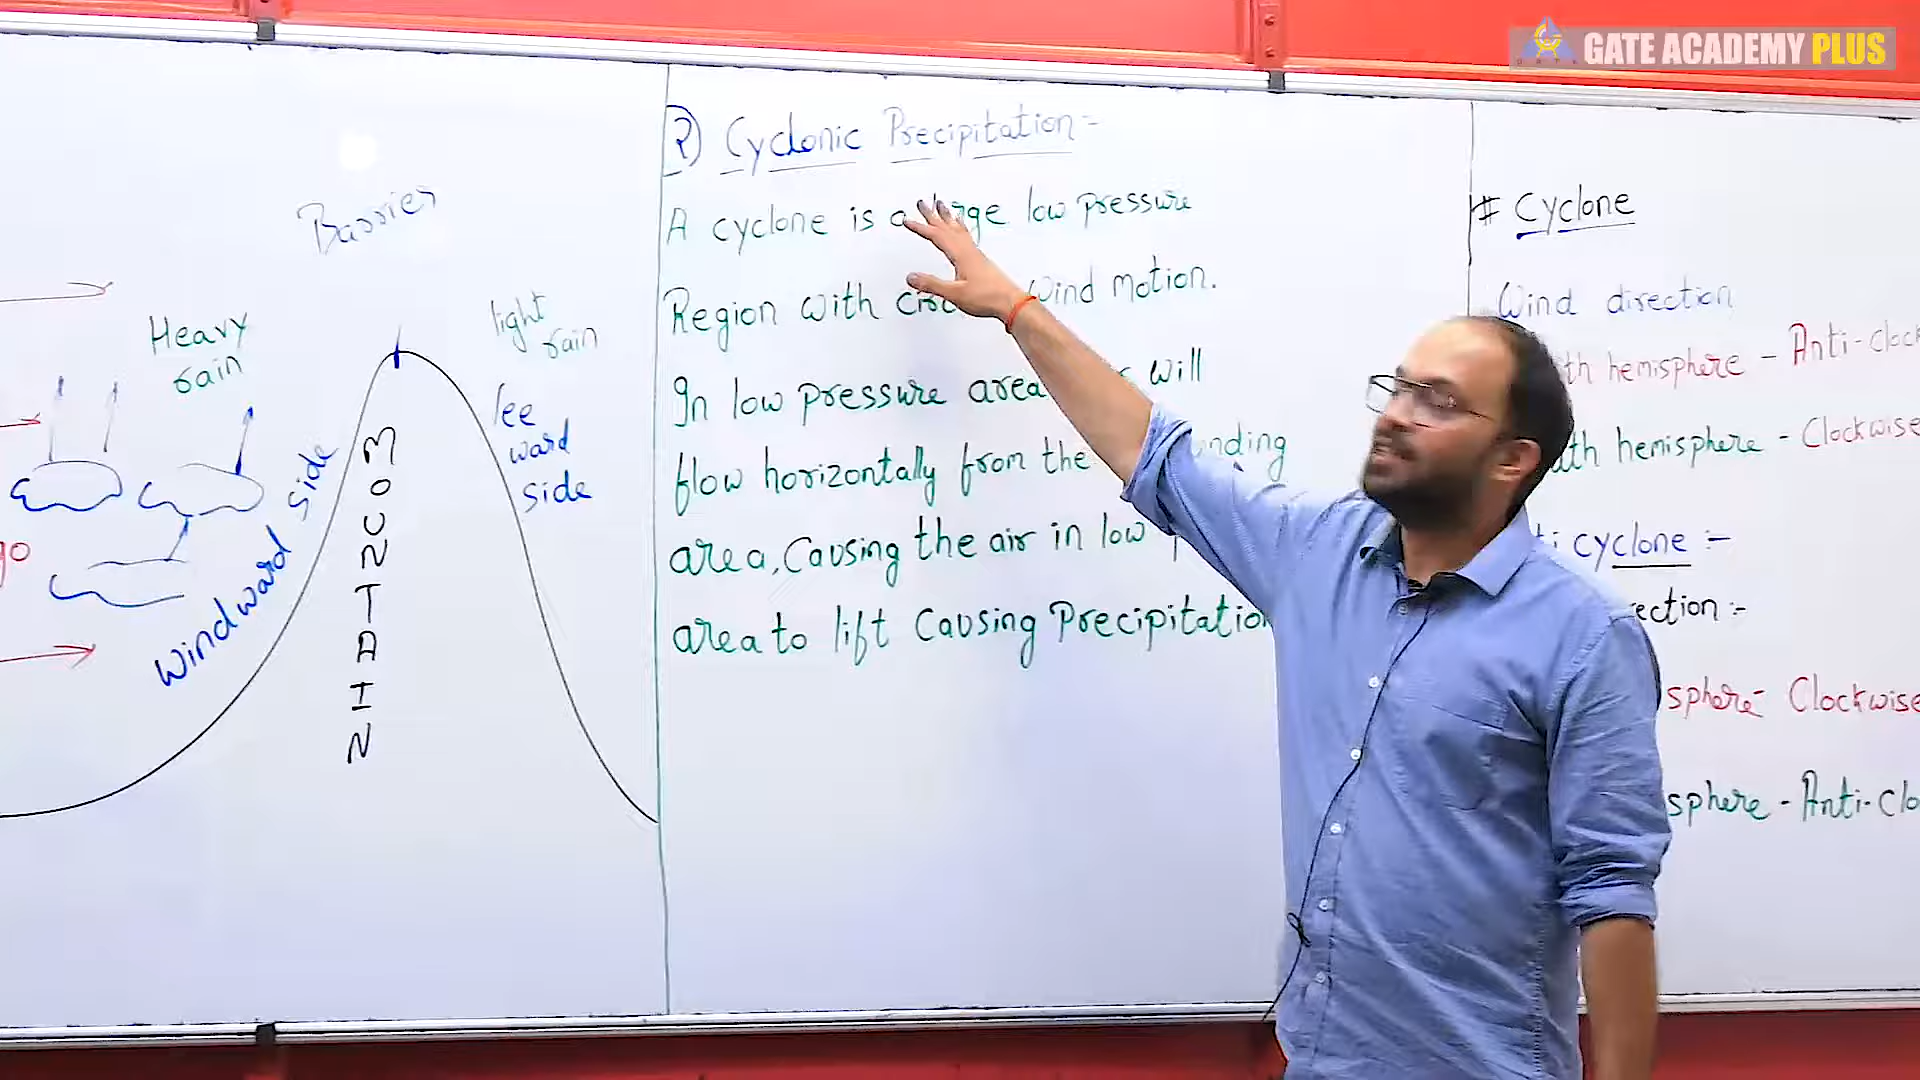 GATE ACADEMY PLUS
Barrier
Heavy
rain
light
rain
lee
ward
side
windward side
MOUNTAIN
go
2) Cyclonic Precipitation :-
A cyclone is a large low pressure
Region with wind motion.
In low pressure area will
flow horizontally from the
area, Causing the air in low
area to lift Causing Precipitation
# Cyclone
Wind direction
hemisphere - Anti-clock
hemisphere - Clockwise
cyclone :-
Clockwise
Anti-clo